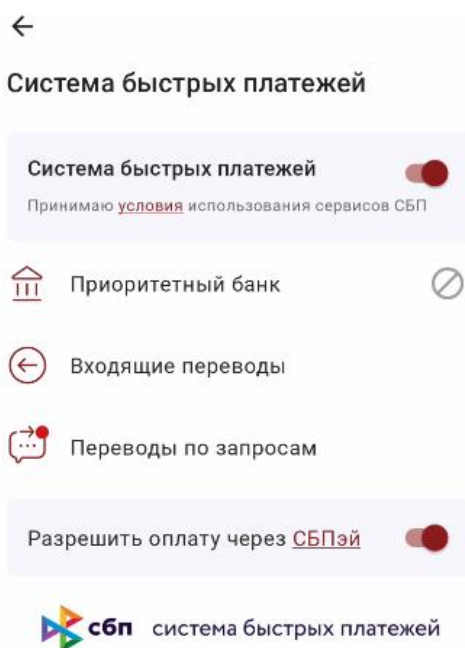 Система быстрых платежей
Система быстрых платежей
Принимаю условия использования сервисов СБП
Приоритетный банк
Входящие переводы
Переводы по запросам
Разрешить оплату через СБПэй
сбп система быстрых платежей